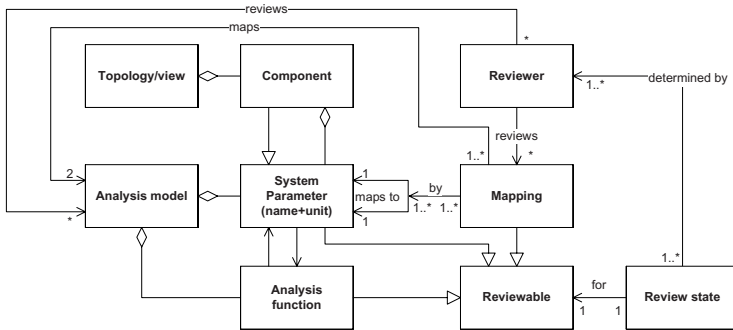 reviews
maps
*
Topology/view
Component
Reviewer
determined by
1..*
reviews
1..*
*
2
1
Analysis model
System
Parameter
(name+unit)
maps to
by
Mapping
*
1
1..*
1..*
1..*
Analysis
function
Reviewable
for
1
1
Review state